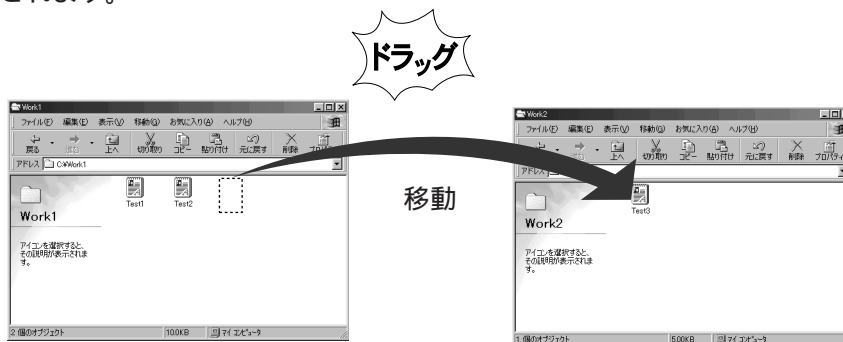 されます。
ドラッグ
Work1
ファイル(F) 編集(E) 表示(V) 移動(G) お気に入り(A) ヘルプ(H)
戻る 進む 上へ 切り取り コピー 貼り付け 元に戻す 削除
アドレス C:¥Work1
Test1 Test2
Work1
アイコンを選択すると、
その説明が表示されま
す。
2 個のオブジェクト 10.0KB マイ コンピュータ
移動
Work2
ファイル(F) 編集(E) 表示(V) 移動(G) お気に入り(A) ヘルプ(H)
上へ 切り取り コピー 貼り付け 元に戻す 削除 プロパティ
アドレス
Test3
Work2
アイコンを選択すると、
その説明が表示されま
す。
1 個のオブジェクト 5.00KB マイ コンピュータ